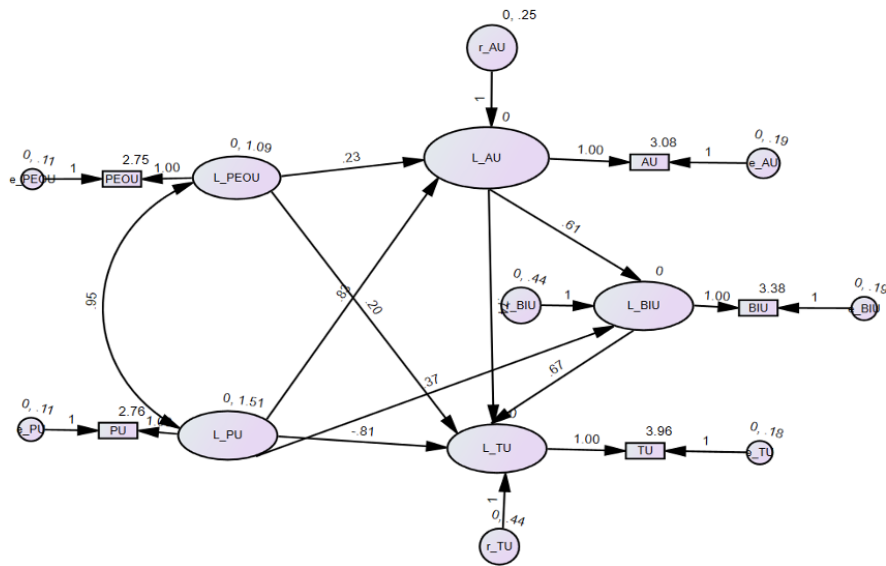 0, .25
r_AU
1
0
0, .11
e_PEOU
1
2.75
PEOU
1.00
0, 1.09
L_PEOU
.23
L_AU
1.00
3.08
AU
1
0, .19
e_AU
.95
.83
.20
.61
0, .44
r_BIU
1
0
L_BIU
1.00
3.38
BIU
1
0, .19
e_BIU
.37
.67
0, .11
e_PU
1
2.76
PU
0, 1.51
L_PU
-.81
0
L_TU
1.00
3.96
TU
1
0, .18
e_TU
1
0, .44
r_TU